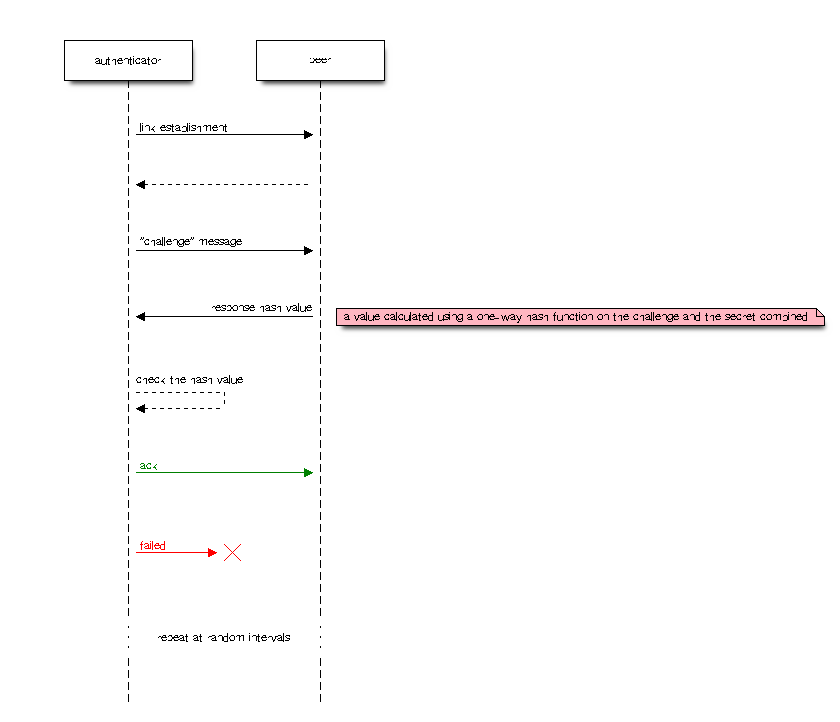 authenticator
peer
link establishment
"challenge" message
response hash value
a value calculated using a one-way hash function on the challenge and the secret combined
check the hash value
ack
failed
repeat at random intervals